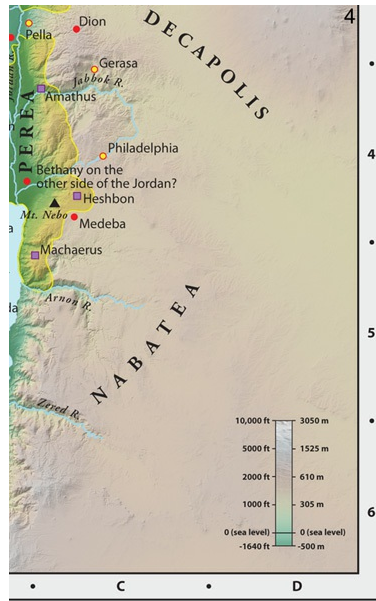 4
DECAPOLIS
Dion
Pella
Gerasa
Jabbok R.
Amathus
PEREA
Philadelphia
4
Bethany on the
other side of the Jordan?
Heshbon
Mt. Nebo
Medeba
Machaerus
Arnon R.
NABATEA
5
Zered R.
10,000 ft 3050 m
5000 ft 1525 m
2000 ft 610 m
1000 ft 305 m
0 (sea level) 0 (sea level)
-1640 ft -500 m
6
C
D